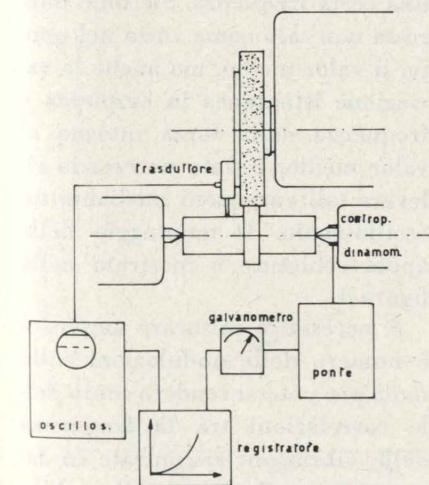 trasduttore
controp.
dinamom.
galvanometro
ponte
oscillos.
registratore